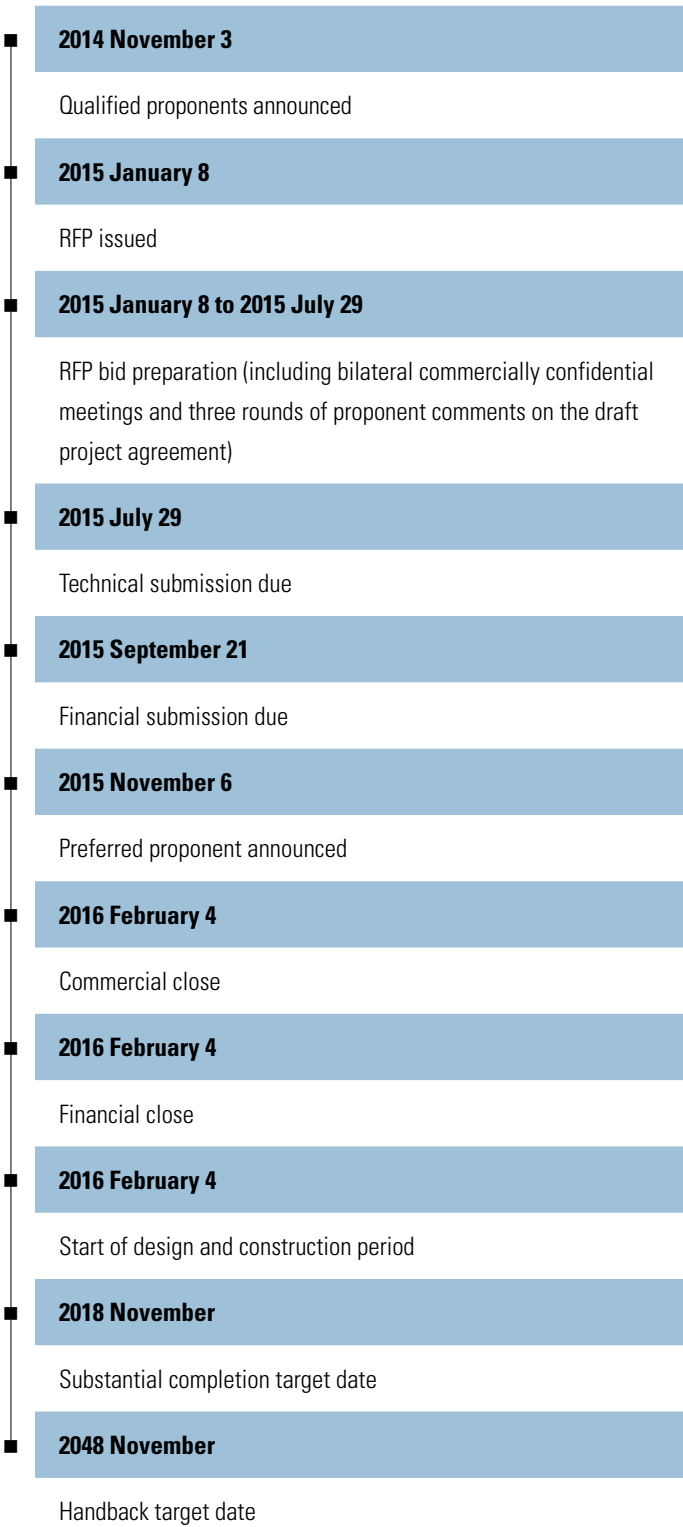 2014 November 3
Qualified proponents announced
2015 January 8
RFP issued
2015 January 8 to 2015 July 29
RFP bid preparation (including bilateral commercially confidential
meetings and three rounds of proponent comments on the draft
project agreement)
2015 July 29
Technical submission due
2015 September 21
Financial submission due
2015 November 6
Preferred proponent announced
2016 February 4
Commercial close
2016 February 4
Financial close
2016 February 4
Start of design and construction period
2018 November
Substantial completion target date
2048 November
Handback target date